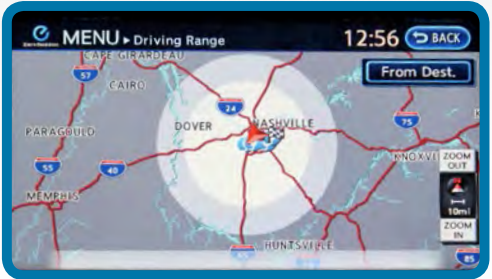 MENU ▸ Driving Range
12:56
BACK
From Dest.
CAPE GIRARDEAU
57
CAIRO
24
DOVER
NASHVILLE
75
PARAGOULD
KNOXVI
ZOOM
OUT
55
40
MEMPHIS
10mi
ZOOM
IN
HUNTSVILLE
65
85